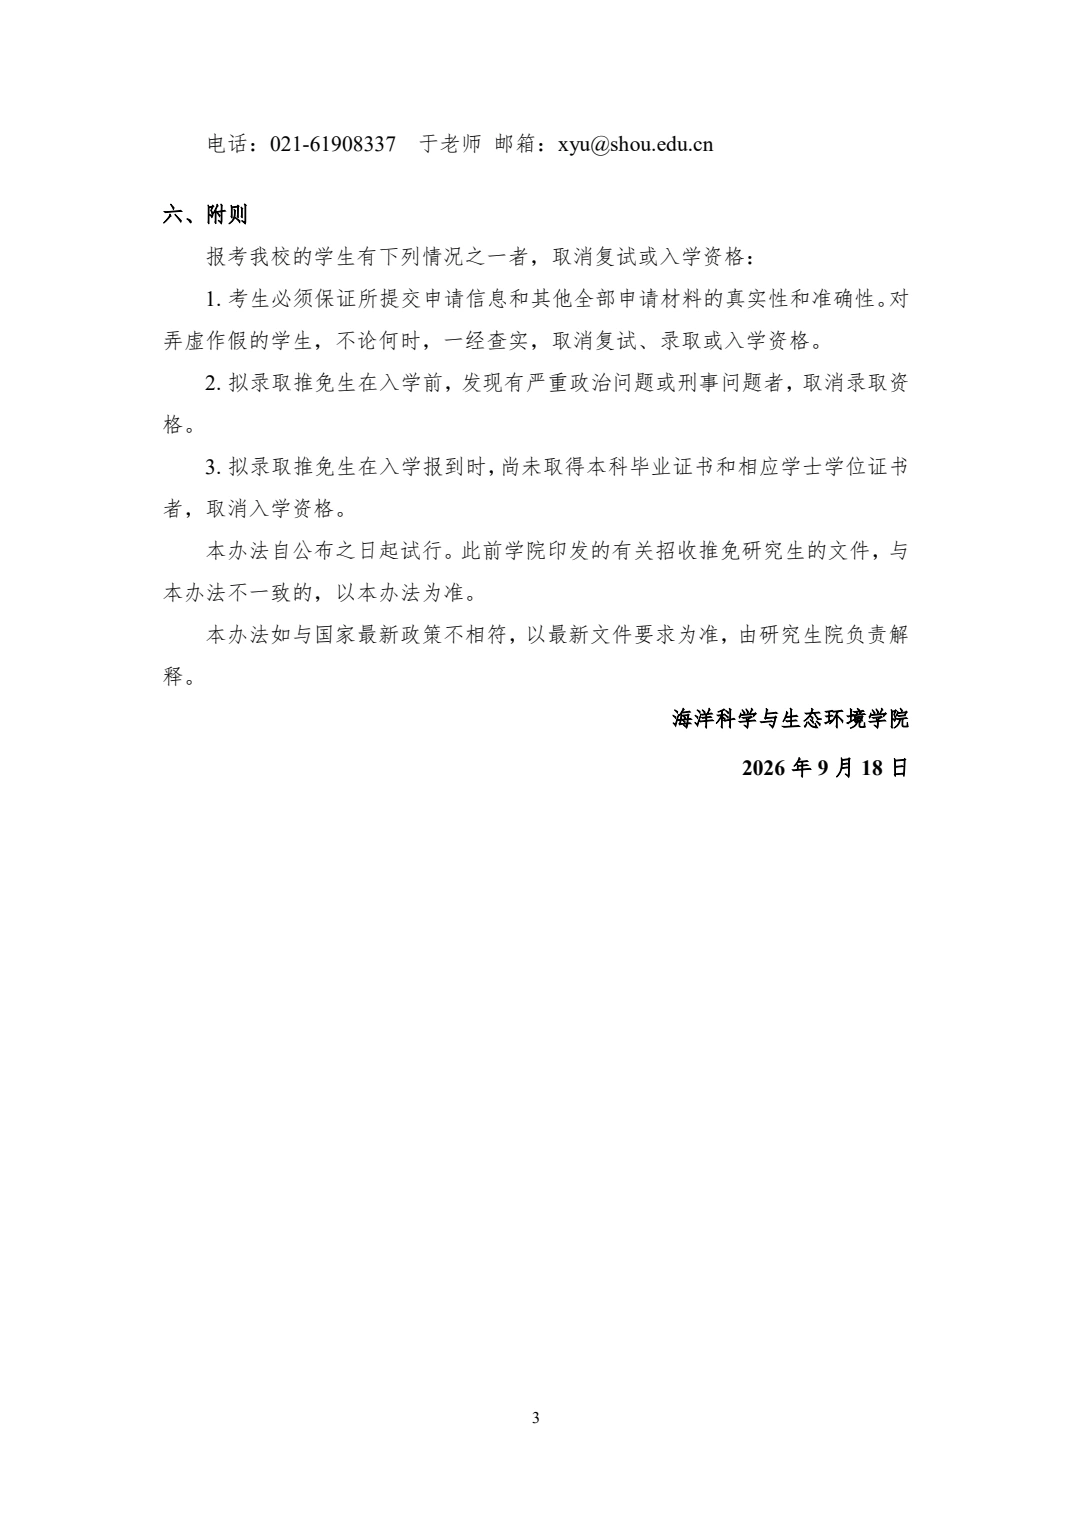 电话：021-61908337　于老师 邮箱：xyu@shou.edu.cn
六、附则
报考我校的学生有下列情况之一者，取消复试或入学资格：
1. 考生必须保证所提交申请信息和其他全部申请材料的真实性和准确性。对
弄虚作假的学生，不论何时，一经查实，取消复试、录取或入学资格。
2. 拟录取推免生在入学前，发现有严重政治问题或刑事问题者，取消录取资
格。
3. 拟录取推免生在入学报到时，尚未取得本科毕业证书和相应学士学位证书
者，取消入学资格。
本办法自公布之日起试行。此前学院印发的有关招收推免研究生的文件，与
本办法不一致的，以本办法为准。
本办法如与国家最新政策不相符，以最新文件要求为准，由研究生院负责解
释。
海洋科学与生态环境学院
2026 年 9 月 18 日
3